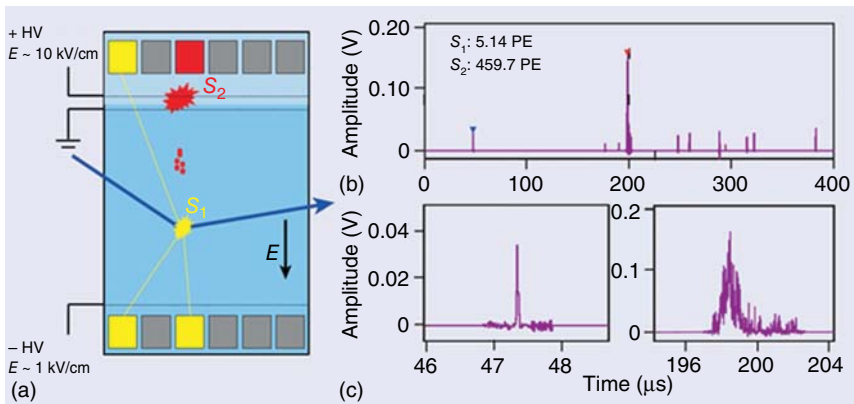 + HV
E ~ 10 kV/cm
S₂
S₁
E
– HV
E ~ 1 kV/cm
(a)
Amplitude (V)
0.20
0.10
0
S₁: 5.14 PE
S₂: 459.7 PE
0 100 200 300 400
(b)
Amplitude (V)
0.04
0.02
0
46 47 48
0.2
0.1
0
196 200 204
Time (μs)
(c)